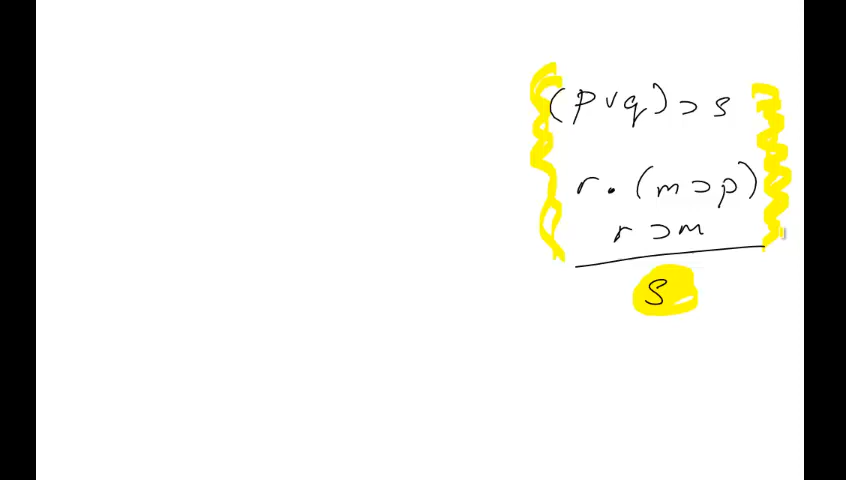 (p ∨ q) ⊃ s
r • (m ⊃ p)
r ⊃ m
s